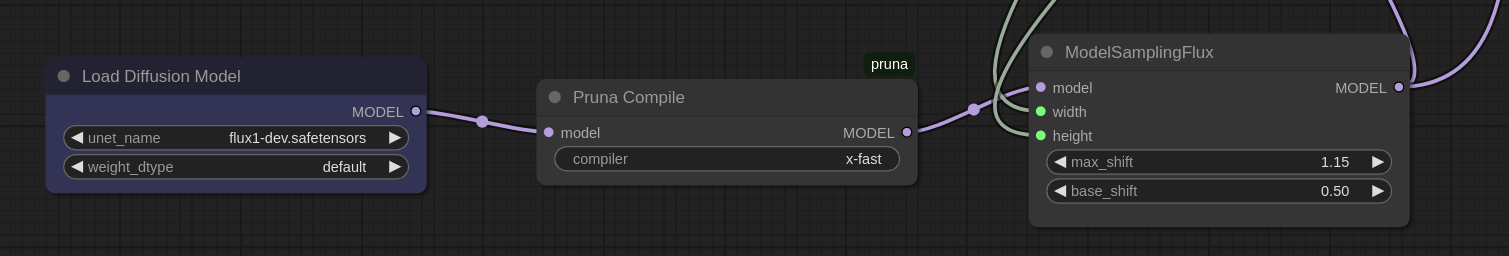 Load Diffusion Model
MODEL
unet_name flux1-dev.safetensors
weight_dtype default
pruna
Pruna Compile
model MODEL
compiler x-fast
ModelSamplingFlux
model MODEL
width
height
max_shift 1.15
base_shift 0.50